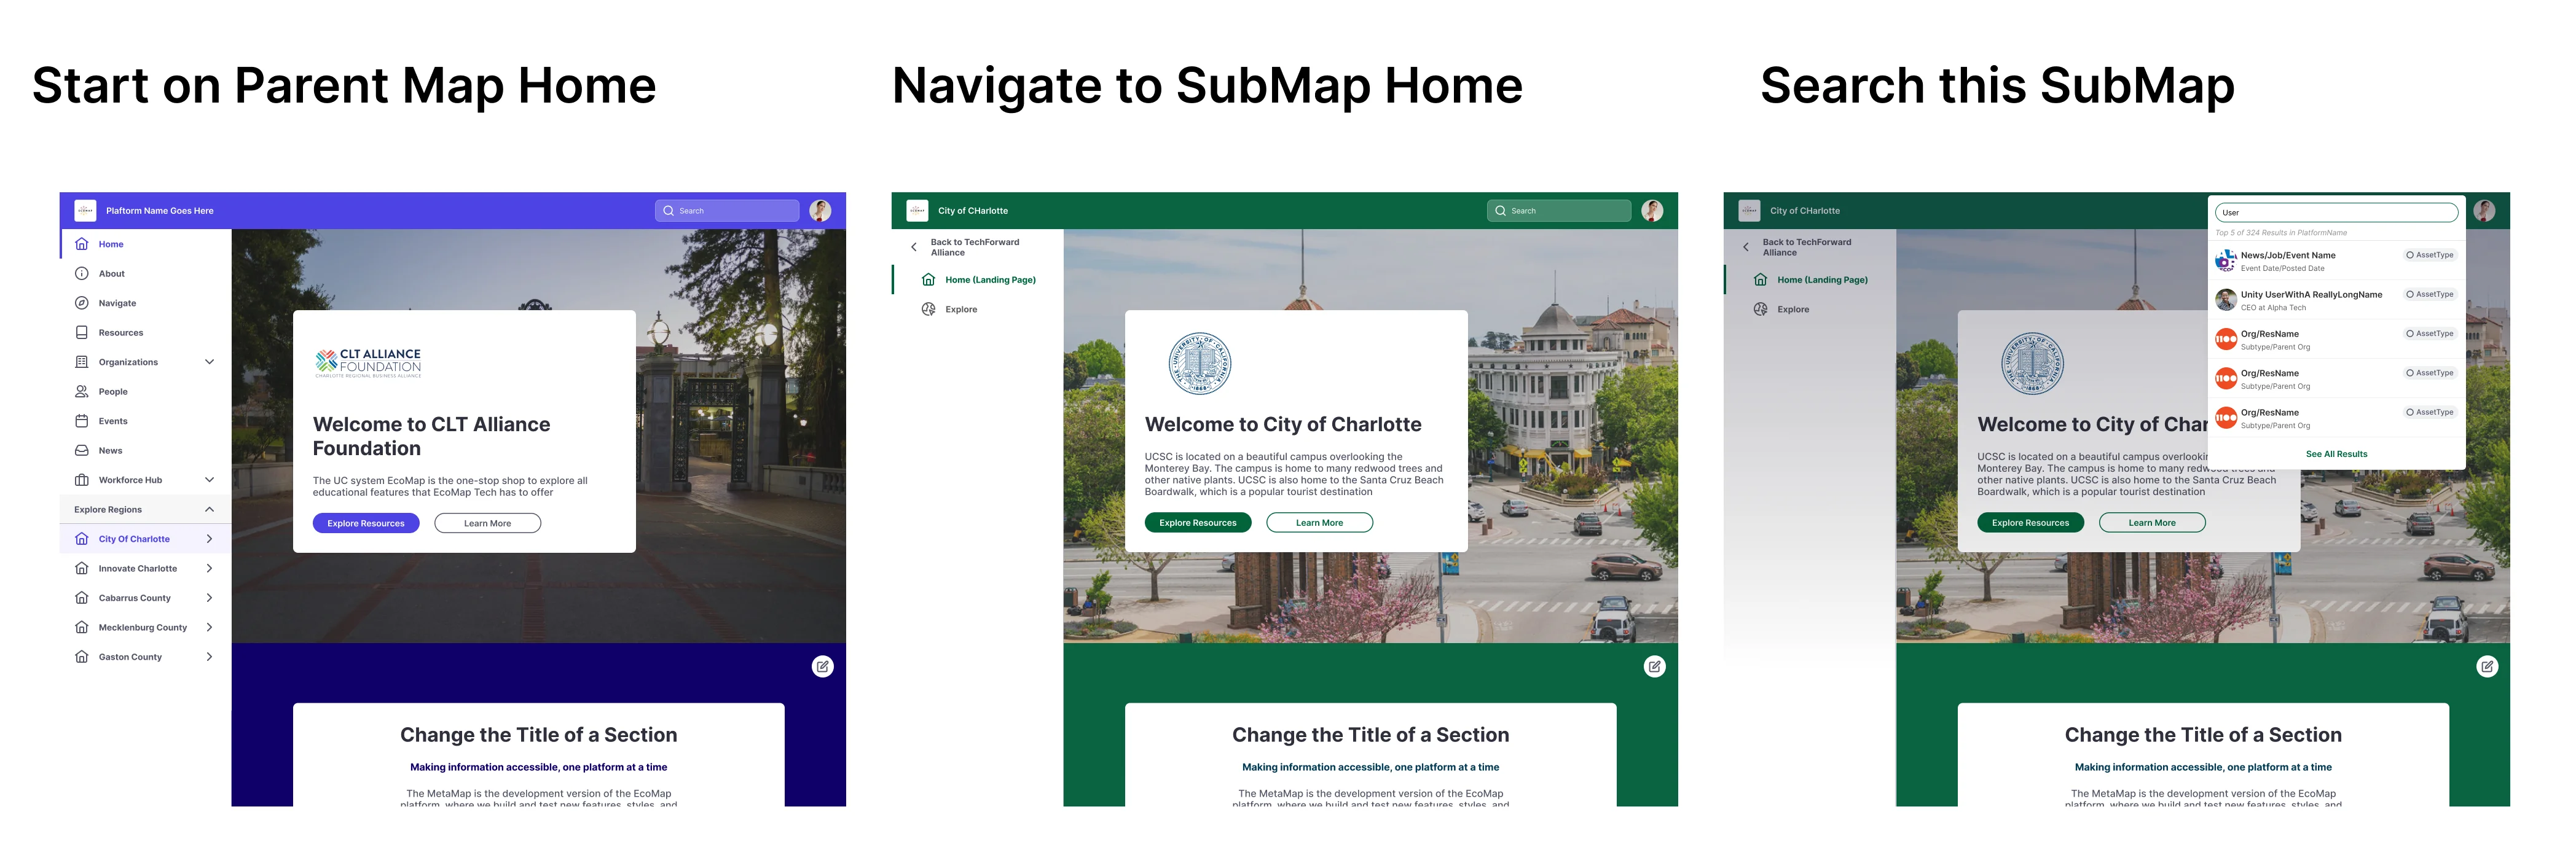 Start on Parent Map Home
Plaftorm Name Goes Here
Search
Home
About
Navigate
Resources
Organizations
People
Events
News
Workforce Hub
Explore Regions
City Of Charlotte
Innovate Charlotte
Cabarrus County
Mecklenburg County
Gaston County
CLT ALLIANCE
FOUNDATION
CHARLOTTE REGIONAL BUSINESS ALLIANCE
Welcome to CLT Alliance
Foundation
The UC system EcoMap is the one-stop shop to explore all
educational features that EcoMap Tech has to offer
Explore Resources
Learn More
Change the Title of a Section
Making information accessible, one platform at a time
The MetaMap is the development version of the EcoMap
platform, where we build and test new features, styles, and
Navigate to SubMap Home
City of CHarlotte
Search
Back to TechForward
Alliance
Home (Landing Page)
Explore
THE UNIVERSITY OF CALIFORNIA
1868
Welcome to City of Charlotte
UCSC is located on a beautiful campus overlooking the
Monterey Bay. The campus is home to many redwood trees and
other native plants. UCSC is also home to the Santa Cruz Beach
Boardwalk, which is a popular tourist destination
Explore Resources
Learn More
Change the Title of a Section
Making information accessible, one platform at a time
The MetaMap is the development version of the EcoMap
platform, where we build and test new features, styles, and
Search this SubMap
City of CHarlotte
Back to TechForward
Alliance
Home (Landing Page)
Explore
User
Top 5 of 324 Results in PlatformName
News/Job/Event Name
AssetType
Event Date/Posted Date
Unity UserWithA ReallyLongName
AssetType
CEO at Alpha Tech
Org/ResName
AssetType
Subtype/Parent Org
Org/ResName
AssetType
Subtype/Parent Org
Org/ResName
AssetType
Subtype/Parent Org
See All Results
THE UNIVERSITY OF CALIFORNIA
1868
Welcome to City of Char
UCSC is located on a beautiful campus overlookin
Monterey Bay. The campus is home to many redwood trees and
other native plants. UCSC is also home to the Santa Cruz Beach
Boardwalk, which is a popular tourist destination
Explore Resources
Learn More
Change the Title of a Section
Making information accessible, one platform at a time
The MetaMap is the development version of the EcoMap
platform, where we build and test new features, styles, and